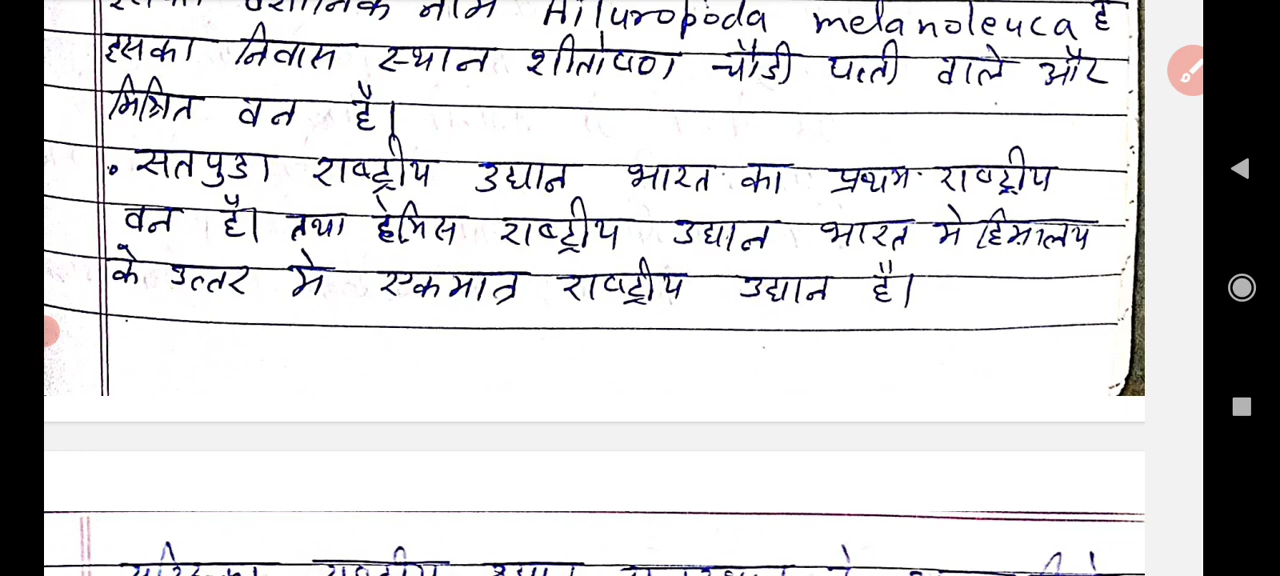 वैज्ञानिक नाम Ailuropoda melanoleuca है
इसका निवास स्थान शीतोष्ण चौडी पत्ती वाले और
मिश्रित वन है।
• सतपुडा राष्ट्रीय उद्यान भारत का प्रथम राष्ट्रीय
वन है। तथा हेमिस राष्ट्रीय उद्यान भारत मे हिमालय
के उत्तर मे एकमात्र राष्ट्रीय उद्यान है।
राष्ट्रीय उद्यान